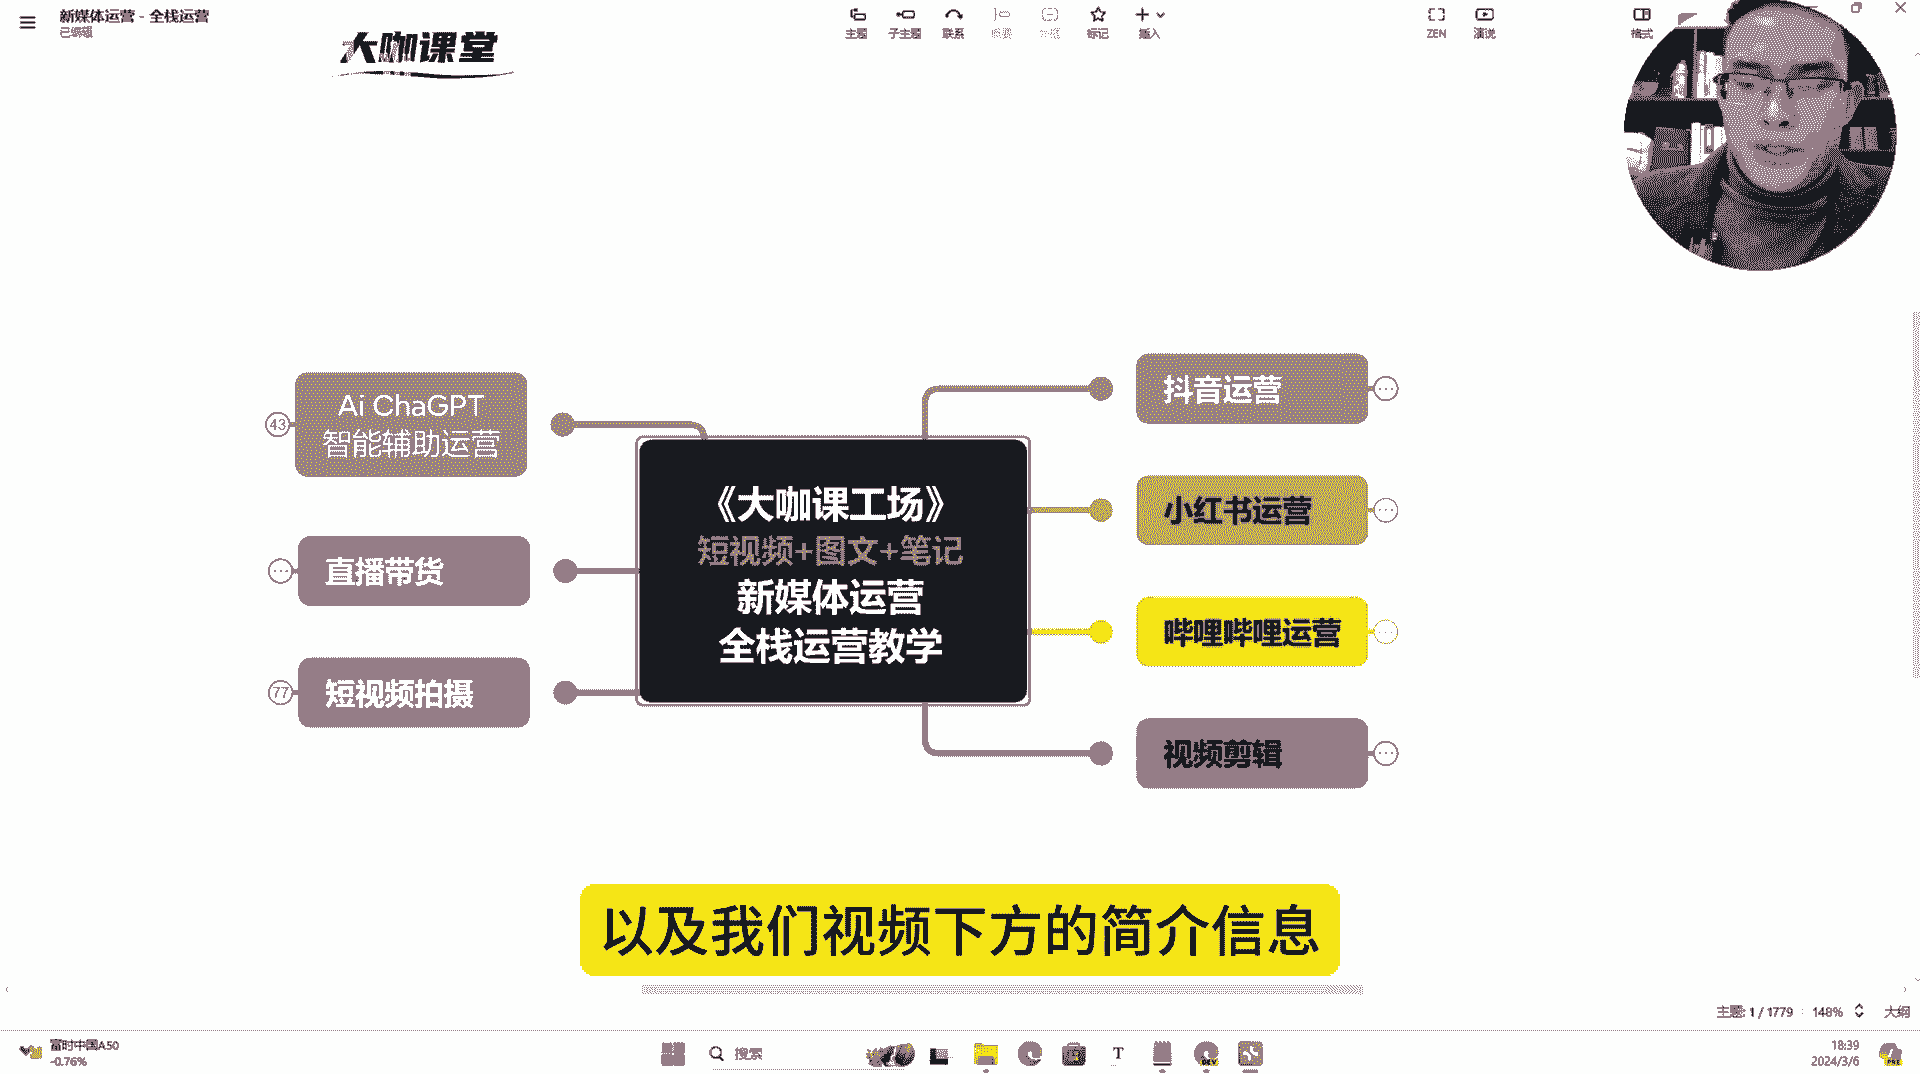 新媒体运营 - 全栈运营
已编辑
大咖课堂
主题
子主题
联系
概要
外框
标记
插入
ZEN
演说
格式
Ai ChaGPT
智能辅助运营
43
直播带货
短视频拍摄
77
《大咖课工场》
短视频+图文+笔记
新媒体运营
全栈运营教学
抖音运营
小红书运营
哔哩哔哩运营
视频剪辑
以及我们视频下方的简介信息
主题: 1 / 1779
148%
大纲
富时中国A50
-0.76%
搜索
T
DEV
18:39
2024/3/6